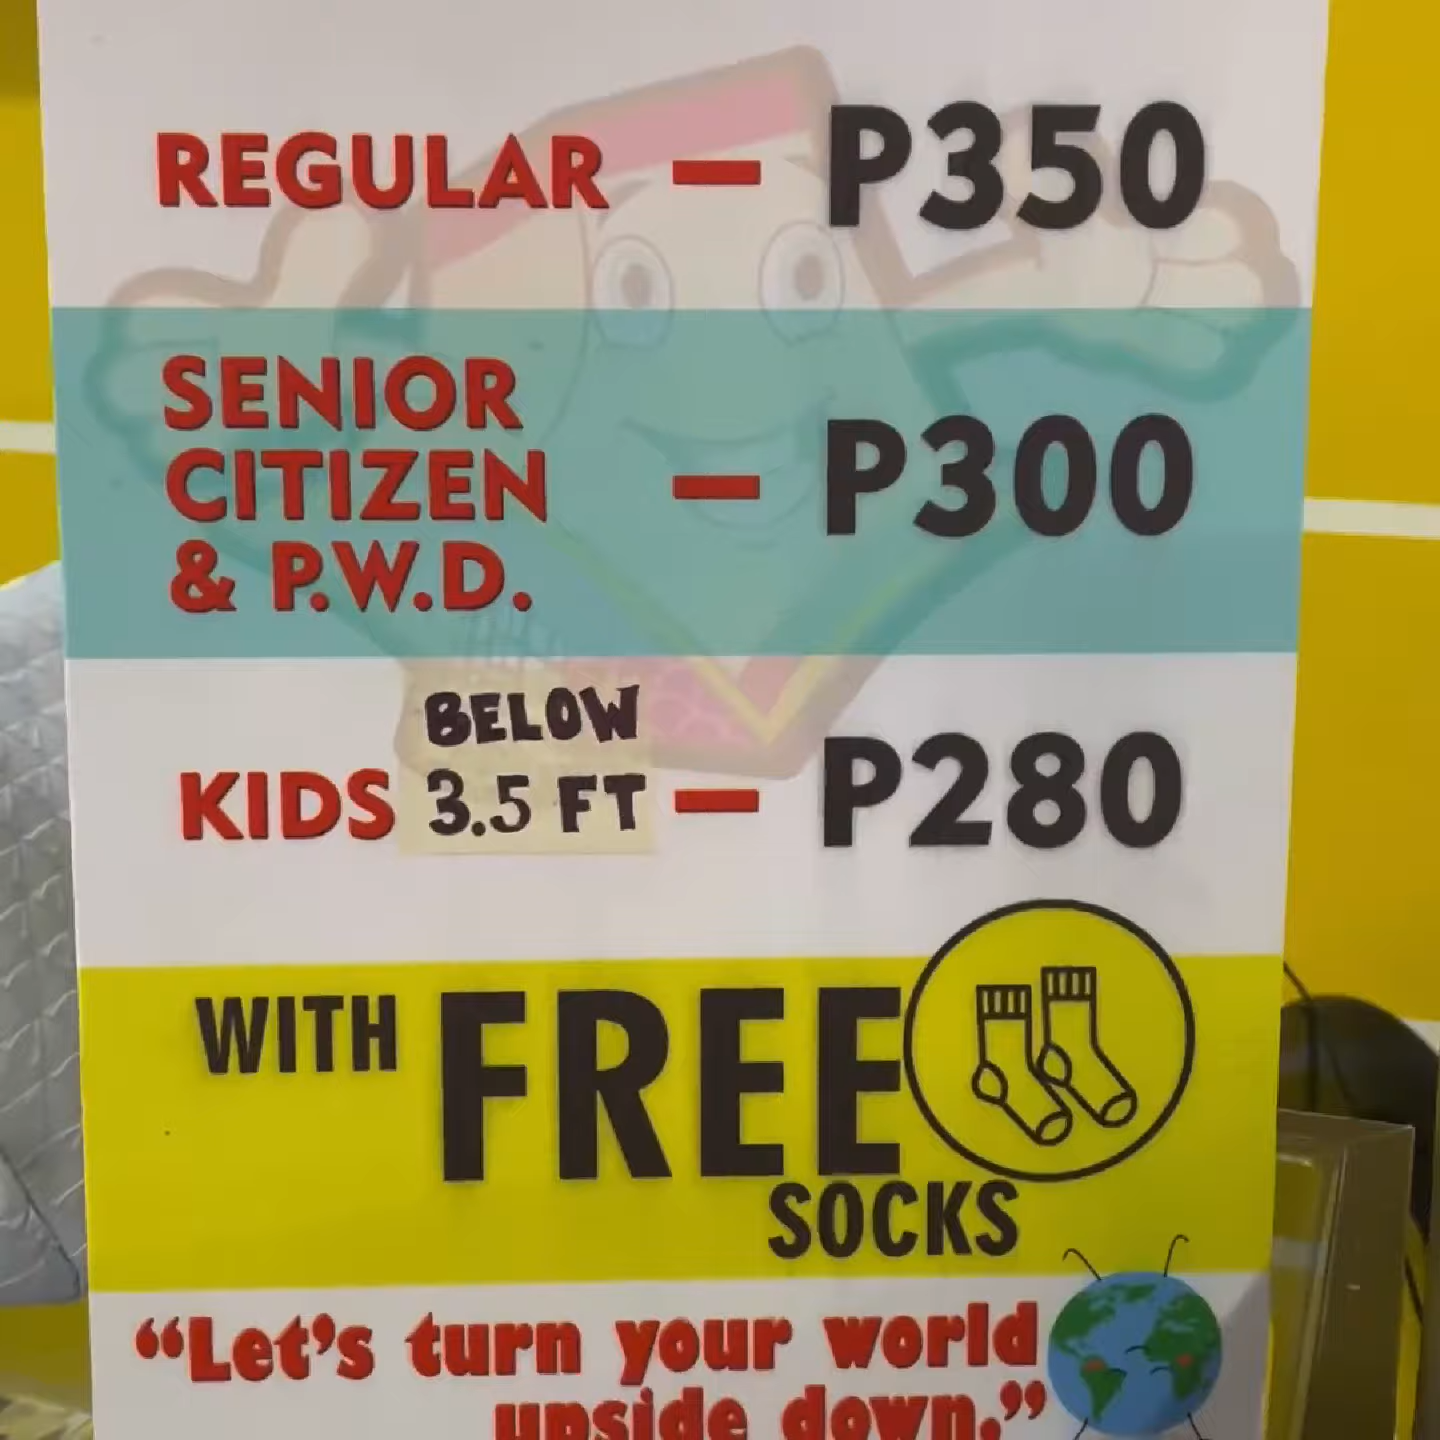 REGULAR — P350
SENIOR
CITIZEN — P300
& P.W.D.
BELOW
KIDS 3.5 FT — P280
WITH FREE
SOCKS
“Let's turn your world
upside down.”